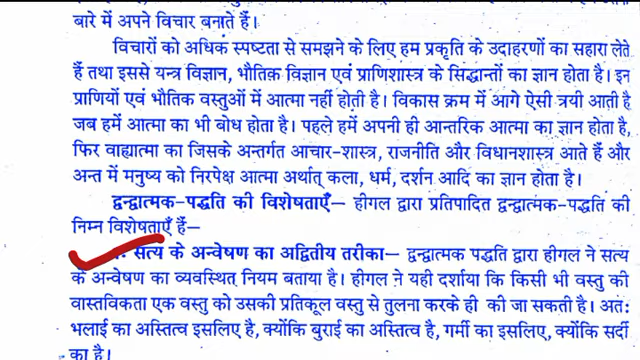 बारे में अपने विचार बनाते हैं।
विचारों को अधिक स्पष्टता से समझने के लिए हम प्रकृति के उदाहरणों का सहारा लेते
हैं तथा इससे यन्त्र विज्ञान, भौतिक विज्ञान एवं प्राणिशास्त्र के सिद्धान्तों का ज्ञान होता है। इन
प्राणियों एवं भौतिक वस्तुओं में आत्मा नहीं होती है। विकास क्रम में आगे ऐसी त्रयी आती है
जब हमें आत्मा का भी बोध होता है। पहले हमें अपनी ही आन्तरिक आत्मा का ज्ञान होता है,
फिर वाह्यात्मा का जिसके अन्तर्गत आचार-शास्त्र, राजनीति और विधानशास्त्र आते हैं और
अन्त में मनुष्य को निरपेक्ष आत्मा अर्थात् कला, धर्म, दर्शन आदि का ज्ञान होता है।
द्वन्द्वात्मक-पद्धति की विशेषताएँ— हीगल द्वारा प्रतिपादित द्वन्द्वात्मक-पद्धति की
निम्न विशेषताएँ हैं—
सत्य के अन्वेषण का अद्वितीय तरीका— द्वन्द्वात्मक पद्धति द्वारा हीगल ने सत्य
के अन्वेषण का व्यवस्थित नियम बताया है। हीगल ने यही दर्शाया कि किसी भी वस्तु की
वास्तविकता एक वस्तु को उसकी प्रतिकूल वस्तु से तुलना करके ही की जा सकती है। अतः
भलाई का अस्तित्व इसलिए है, क्योंकि बुराई का अस्तित्व है, गर्मी का इसलिए, क्योंकि सर्दी
का है।